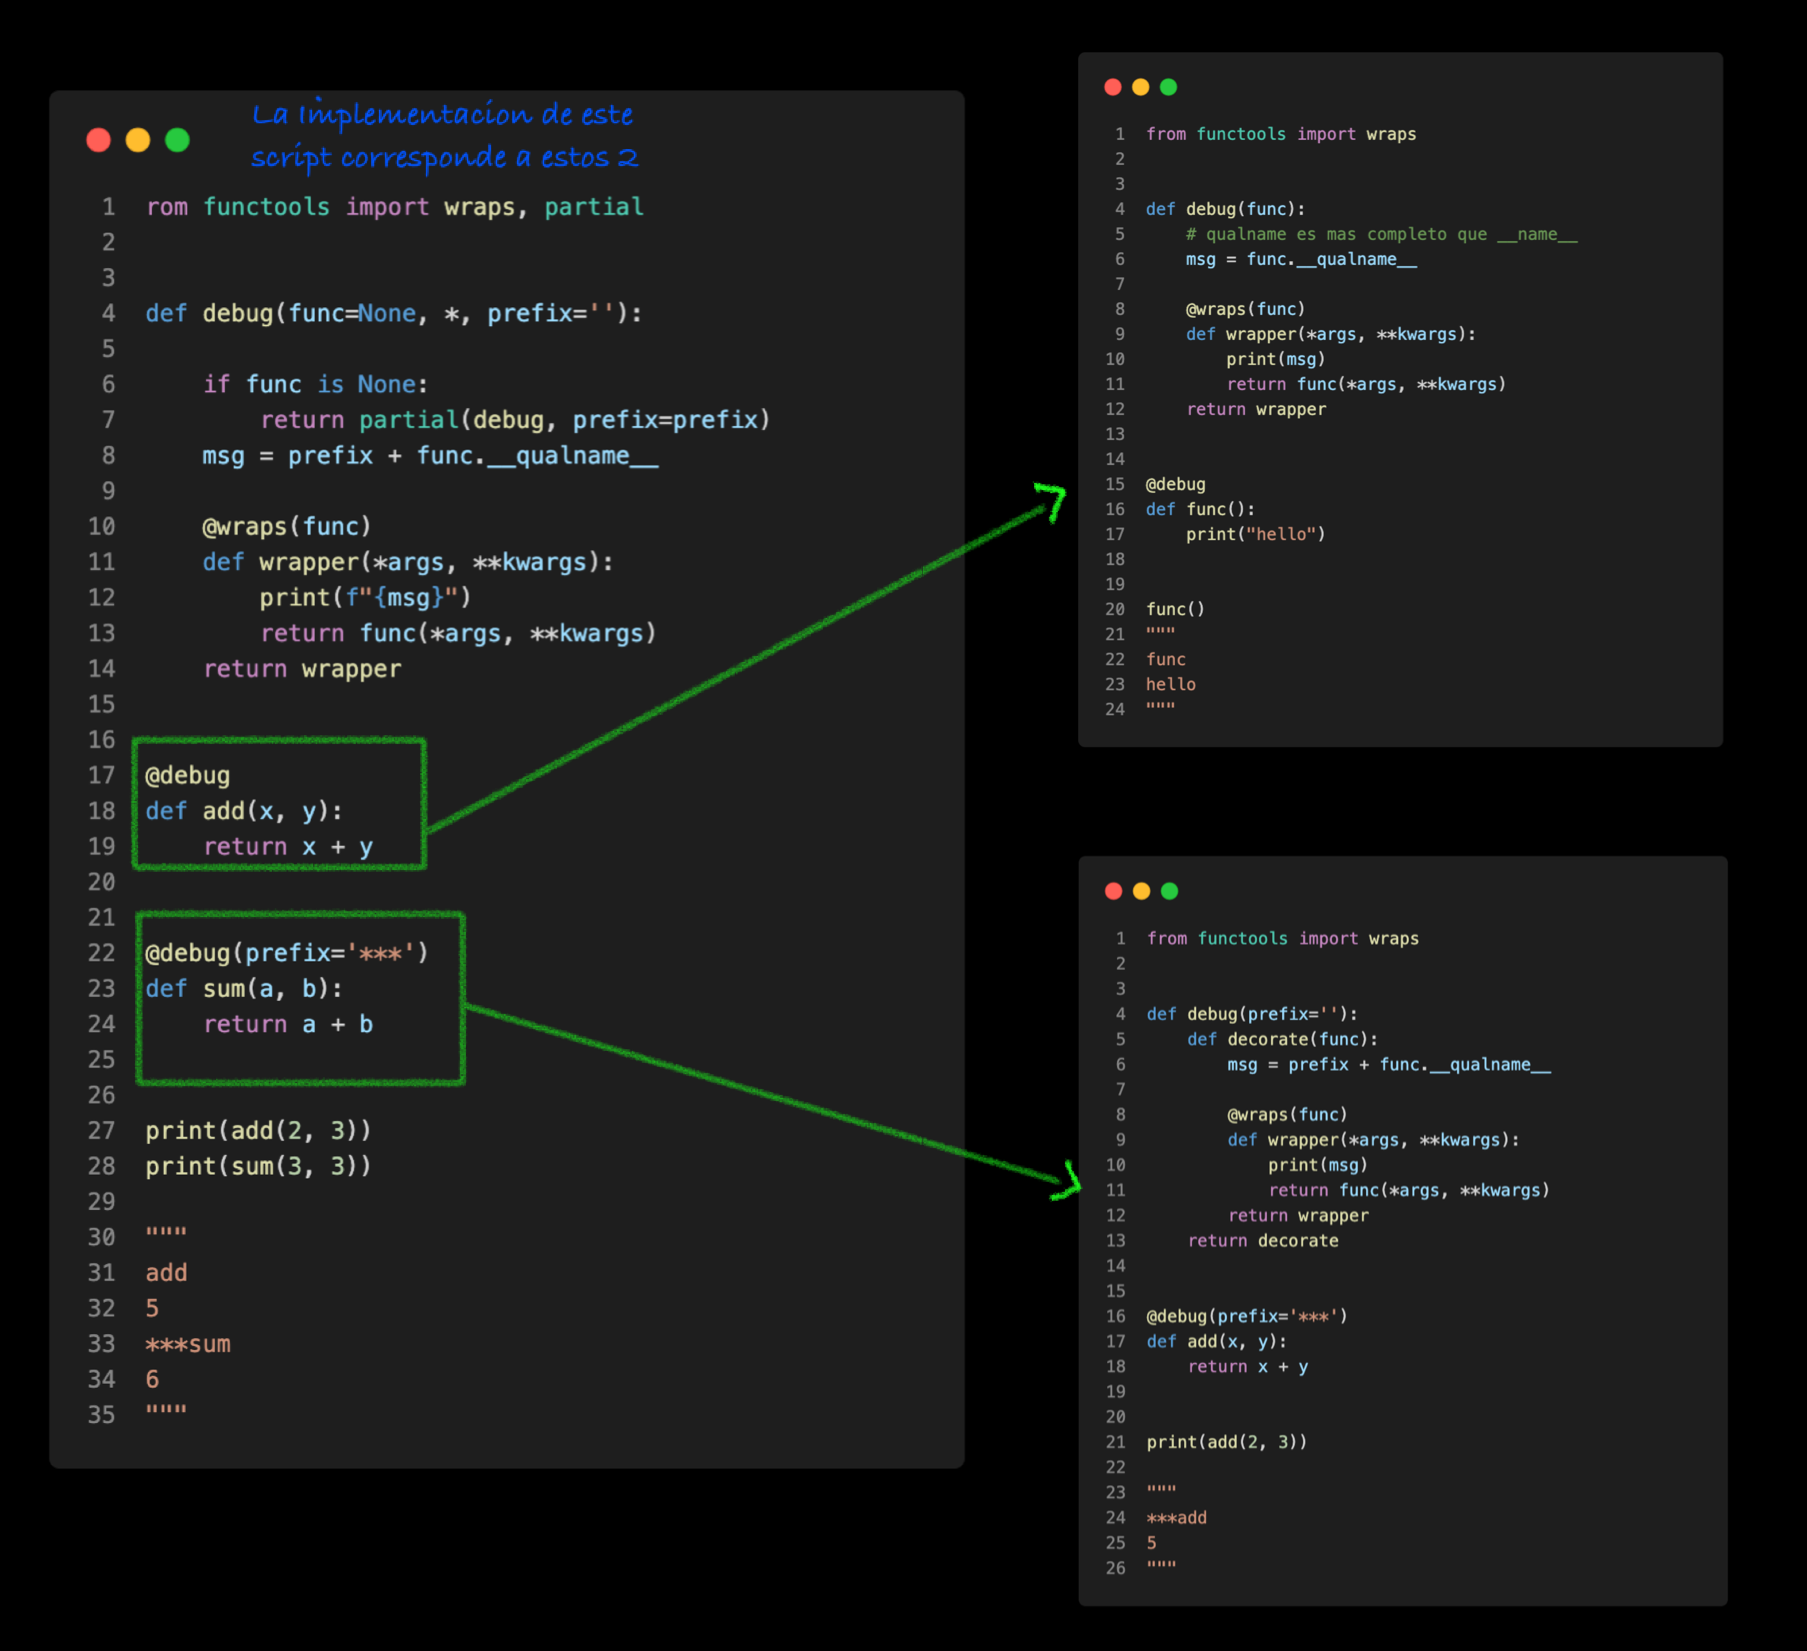 La Implementacion de este
script corresponde a estos 2
1 rom functools import wraps, partial
2
3
4 def debug(func=None, *, prefix=''):
5
6     if func is None:
7         return partial(debug, prefix=prefix)
8     msg = prefix + func.__qualname__
9
10     @wraps(func)
11     def wrapper(*args, **kwargs):
12         print(f"{msg}")
13         return func(*args, **kwargs)
14     return wrapper
15
16
17 @debug
18 def add(x, y):
19     return x + y
20
21
22 @debug(prefix='***')
23 def sum(a, b):
24     return a + b
25
26
27 print(add(2, 3))
28 print(sum(3, 3))
29
30 """
31 add
32 5
33 ***sum
34 6
35 """
1 from functools import wraps
2
3
4 def debug(func):
5     # qualname es mas completo que __name__
6     msg = func.__qualname__
7
8     @wraps(func)
9     def wrapper(*args, **kwargs):
10         print(msg)
11         return func(*args, **kwargs)
12     return wrapper
13
14
15 @debug
16 def func():
17     print("hello")
18
19
20 func()
21 """
22 func
23 hello
24 """
1 from functools import wraps
2
3
4 def debug(prefix=''):
5     def decorate(func):
6         msg = prefix + func.__qualname__
7
8         @wraps(func)
9         def wrapper(*args, **kwargs):
10             print(msg)
11             return func(*args, **kwargs)
12         return wrapper
13     return decorate
14
15
16 @debug(prefix='***')
17 def add(x, y):
18     return x + y
19
20
21 print(add(2, 3))
22
23 """
24 ***add
25 5
26 """